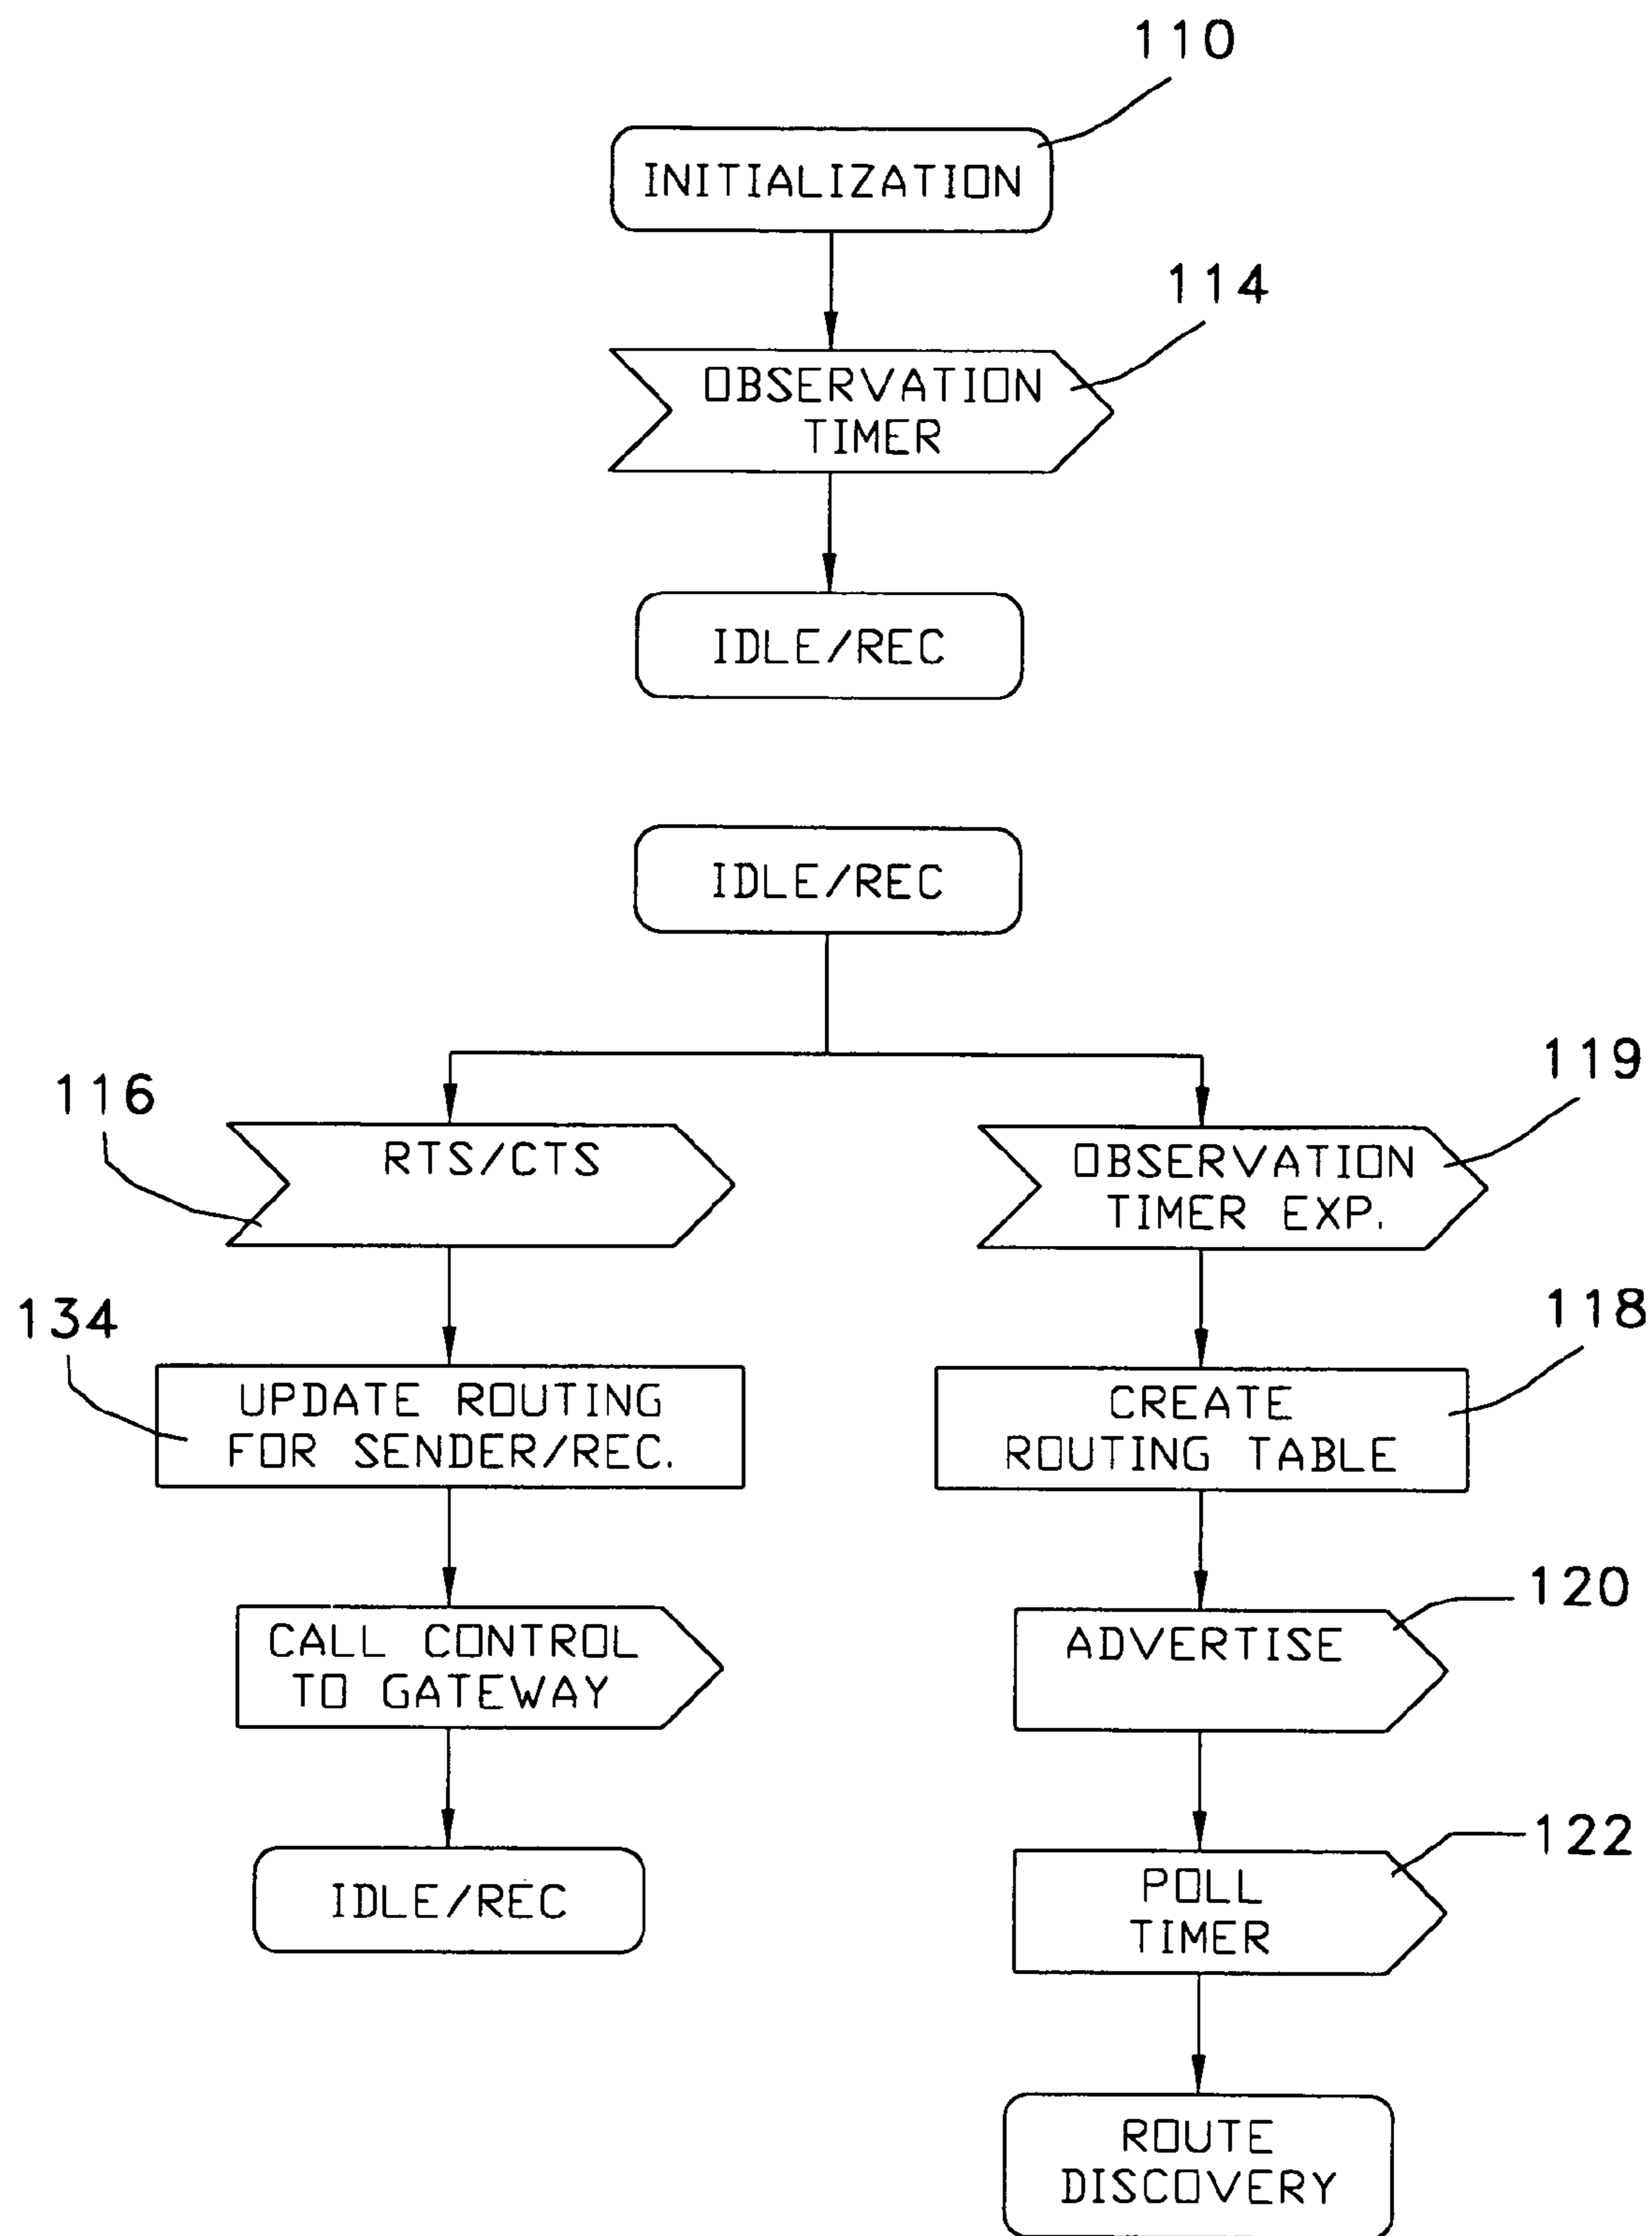 110
INITIALIZATION
114
OBSERVATION
TIMER
IDLE/REC
IDLE/REC
119
116
RTS/CTS
OBSERVATION
TIMER EXP.
134
118
UPDATE ROUTING
FOR SENDER/REC.
CREATE
ROUTING TABLE
120
CALL CONTROL
TO GATEWAY
ADVERTISE
122
IDLE/REC
POLL
TIMER
ROUTE
DISCOVERY